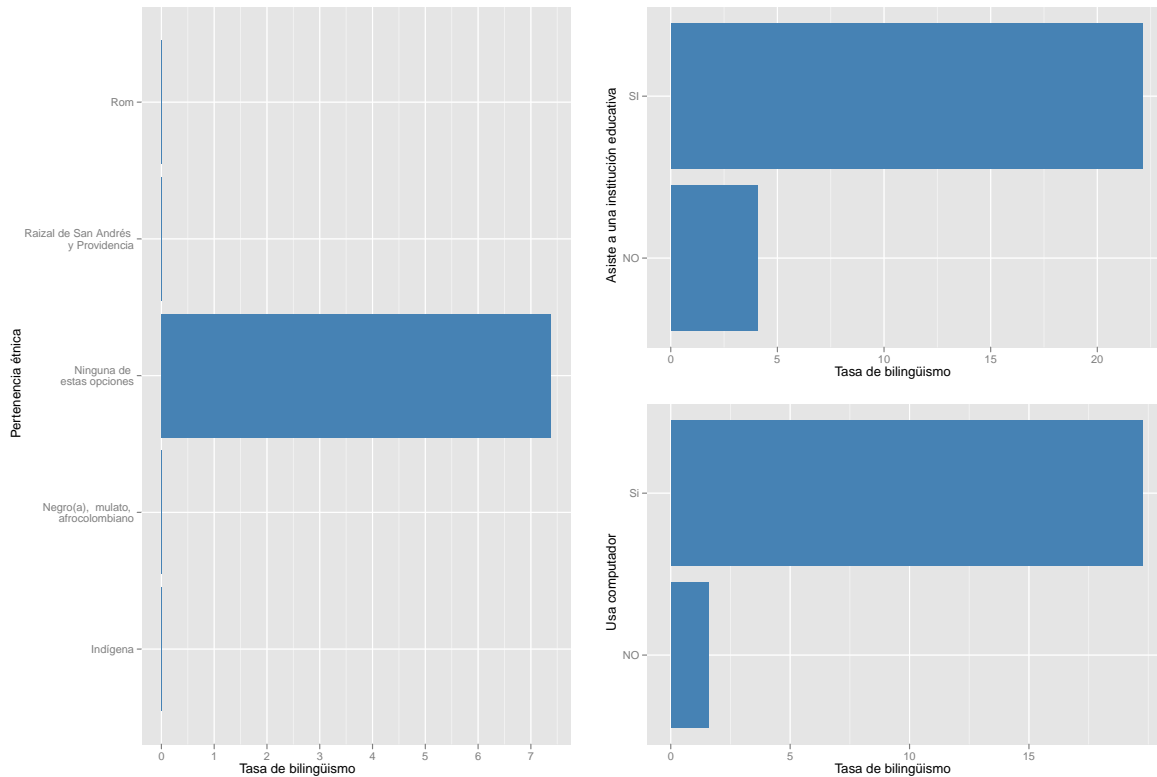 Pertenencia étnica
Rom
Raizal de San Andrés
y Providencia
Ninguna de
estas opciones
Negro(a), mulato,
afrocolombiano
Indígena
0 1 2 3 4 5 6 7
Tasa de bilingüismo
Asiste a una institución educativa
SI
NO
0 5 10 15 20
Tasa de bilingüismo
Usa computador
Si
NO
0 5 10 15
Tasa de bilingüismo